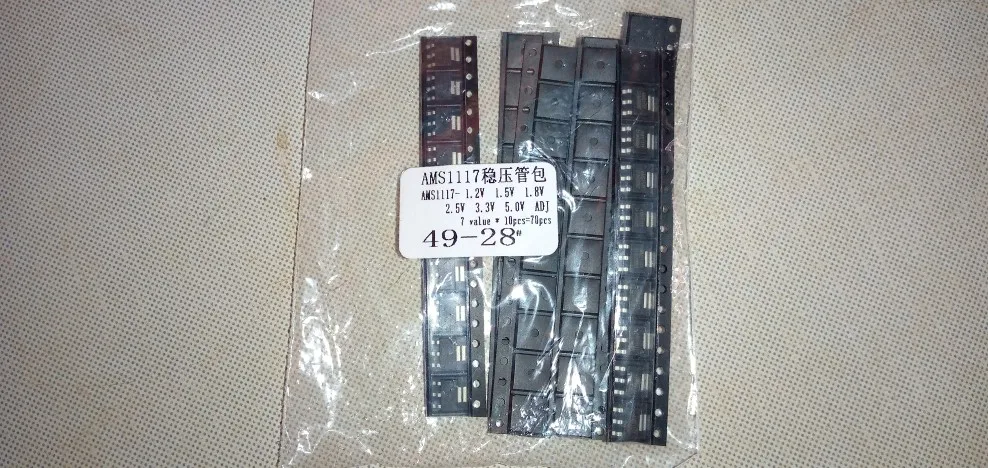 AMS1117稳压管包
AMS1117- 1.2V 1.5V 1.8V
2.5V 3.3V 5.0V ADJ
7 value * 10pcs=70pcs
49-28#